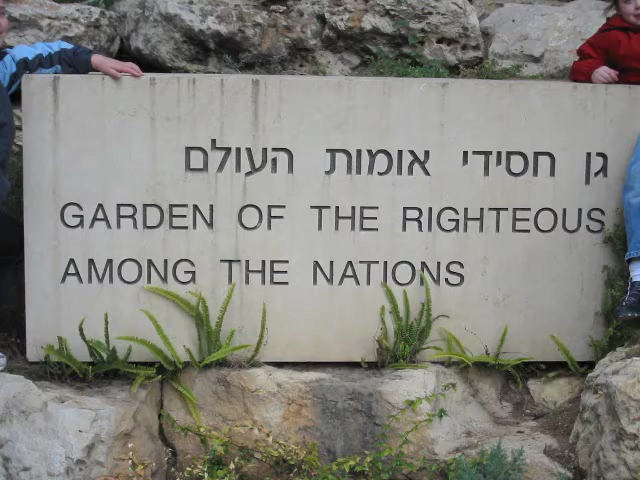 גן חסידי אומות העולם
GARDEN OF THE RIGHTEOUS
AMONG THE NATIONS